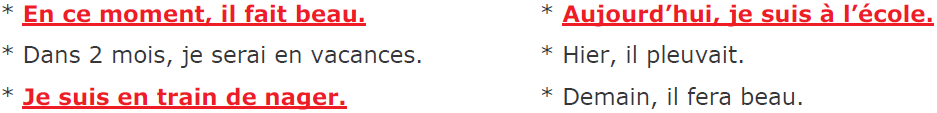 * En ce moment, il fait beau.
* Dans 2 mois, je serai en vacances.
* Je suis en train de nager.
* Aujourd’hui, je suis à l’école.
* Hier, il pleuvait.
* Demain, il fera beau.